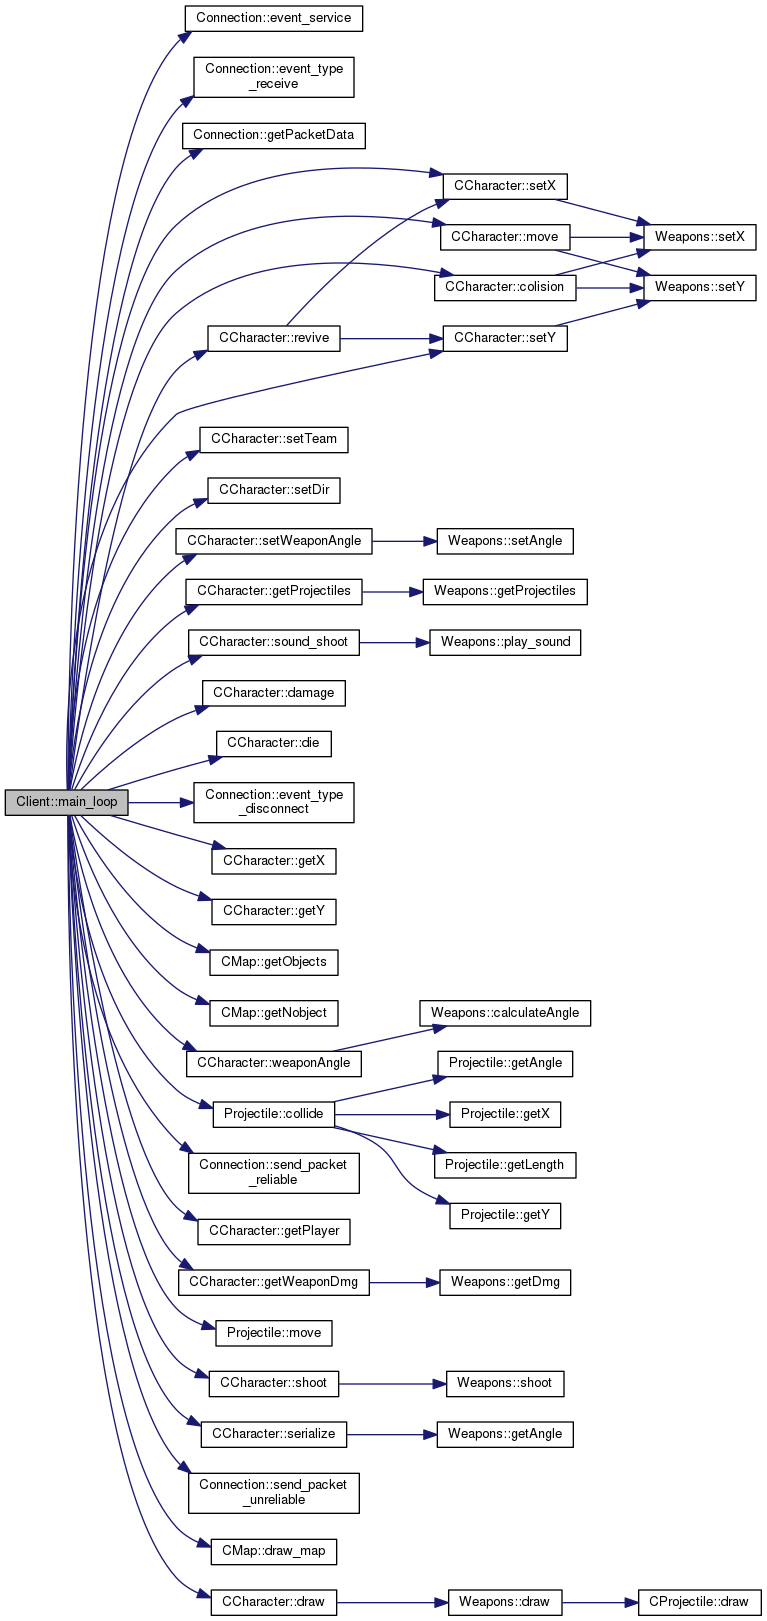 Connection::event_service
Connection::event_type
_receive
Connection::getPacketData
CCharacter::setX
CCharacter::move
Weapons::setX
CCharacter::colision
Weapons::setY
CCharacter::revive
CCharacter::setY
CCharacter::setTeam
CCharacter::setDir
CCharacter::setWeaponAngle
Weapons::setAngle
CCharacter::getProjectiles
Weapons::getProjectiles
CCharacter::sound_shoot
Weapons::play_sound
CCharacter::damage
CCharacter::die
Client::main_loop
Connection::event_type
_disconnect
CCharacter::getX
CCharacter::getY
CMap::getObjects
CMap::getNobject
Weapons::calculateAngle
CCharacter::weaponAngle
Projectile::getAngle
Projectile::collide
Projectile::getX
Projectile::getLength
Connection::send_packet
_reliable
Projectile::getY
CCharacter::getPlayer
CCharacter::getWeaponDmg
Weapons::getDmg
Projectile::move
CCharacter::shoot
Weapons::shoot
CCharacter::serialize
Weapons::getAngle
Connection::send_packet
_unreliable
CMap::draw_map
CCharacter::draw
Weapons::draw
CProjectile::draw